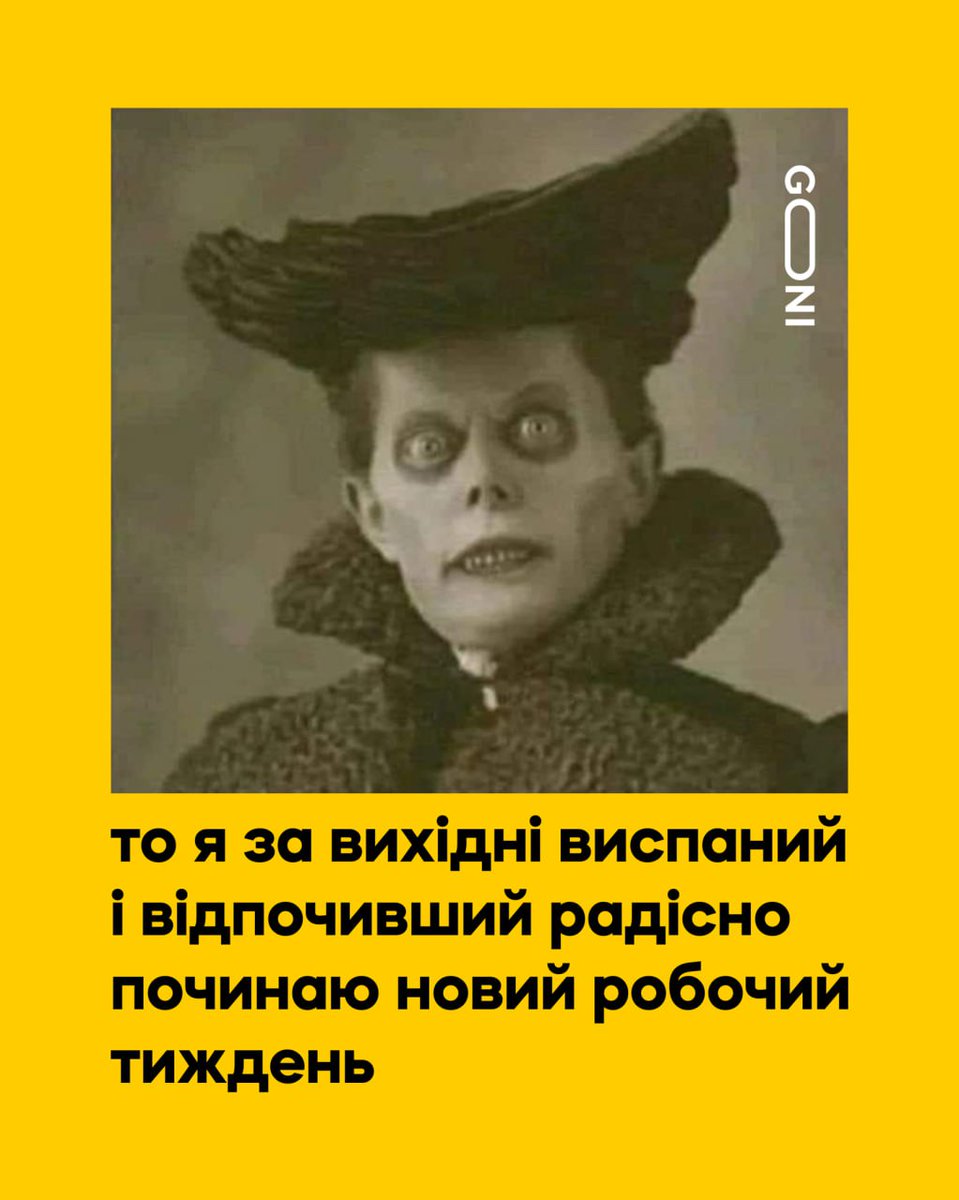 GONI
то я за вихідні виспаний
і відпочивший радісно
починаю новий робочий
тиждень